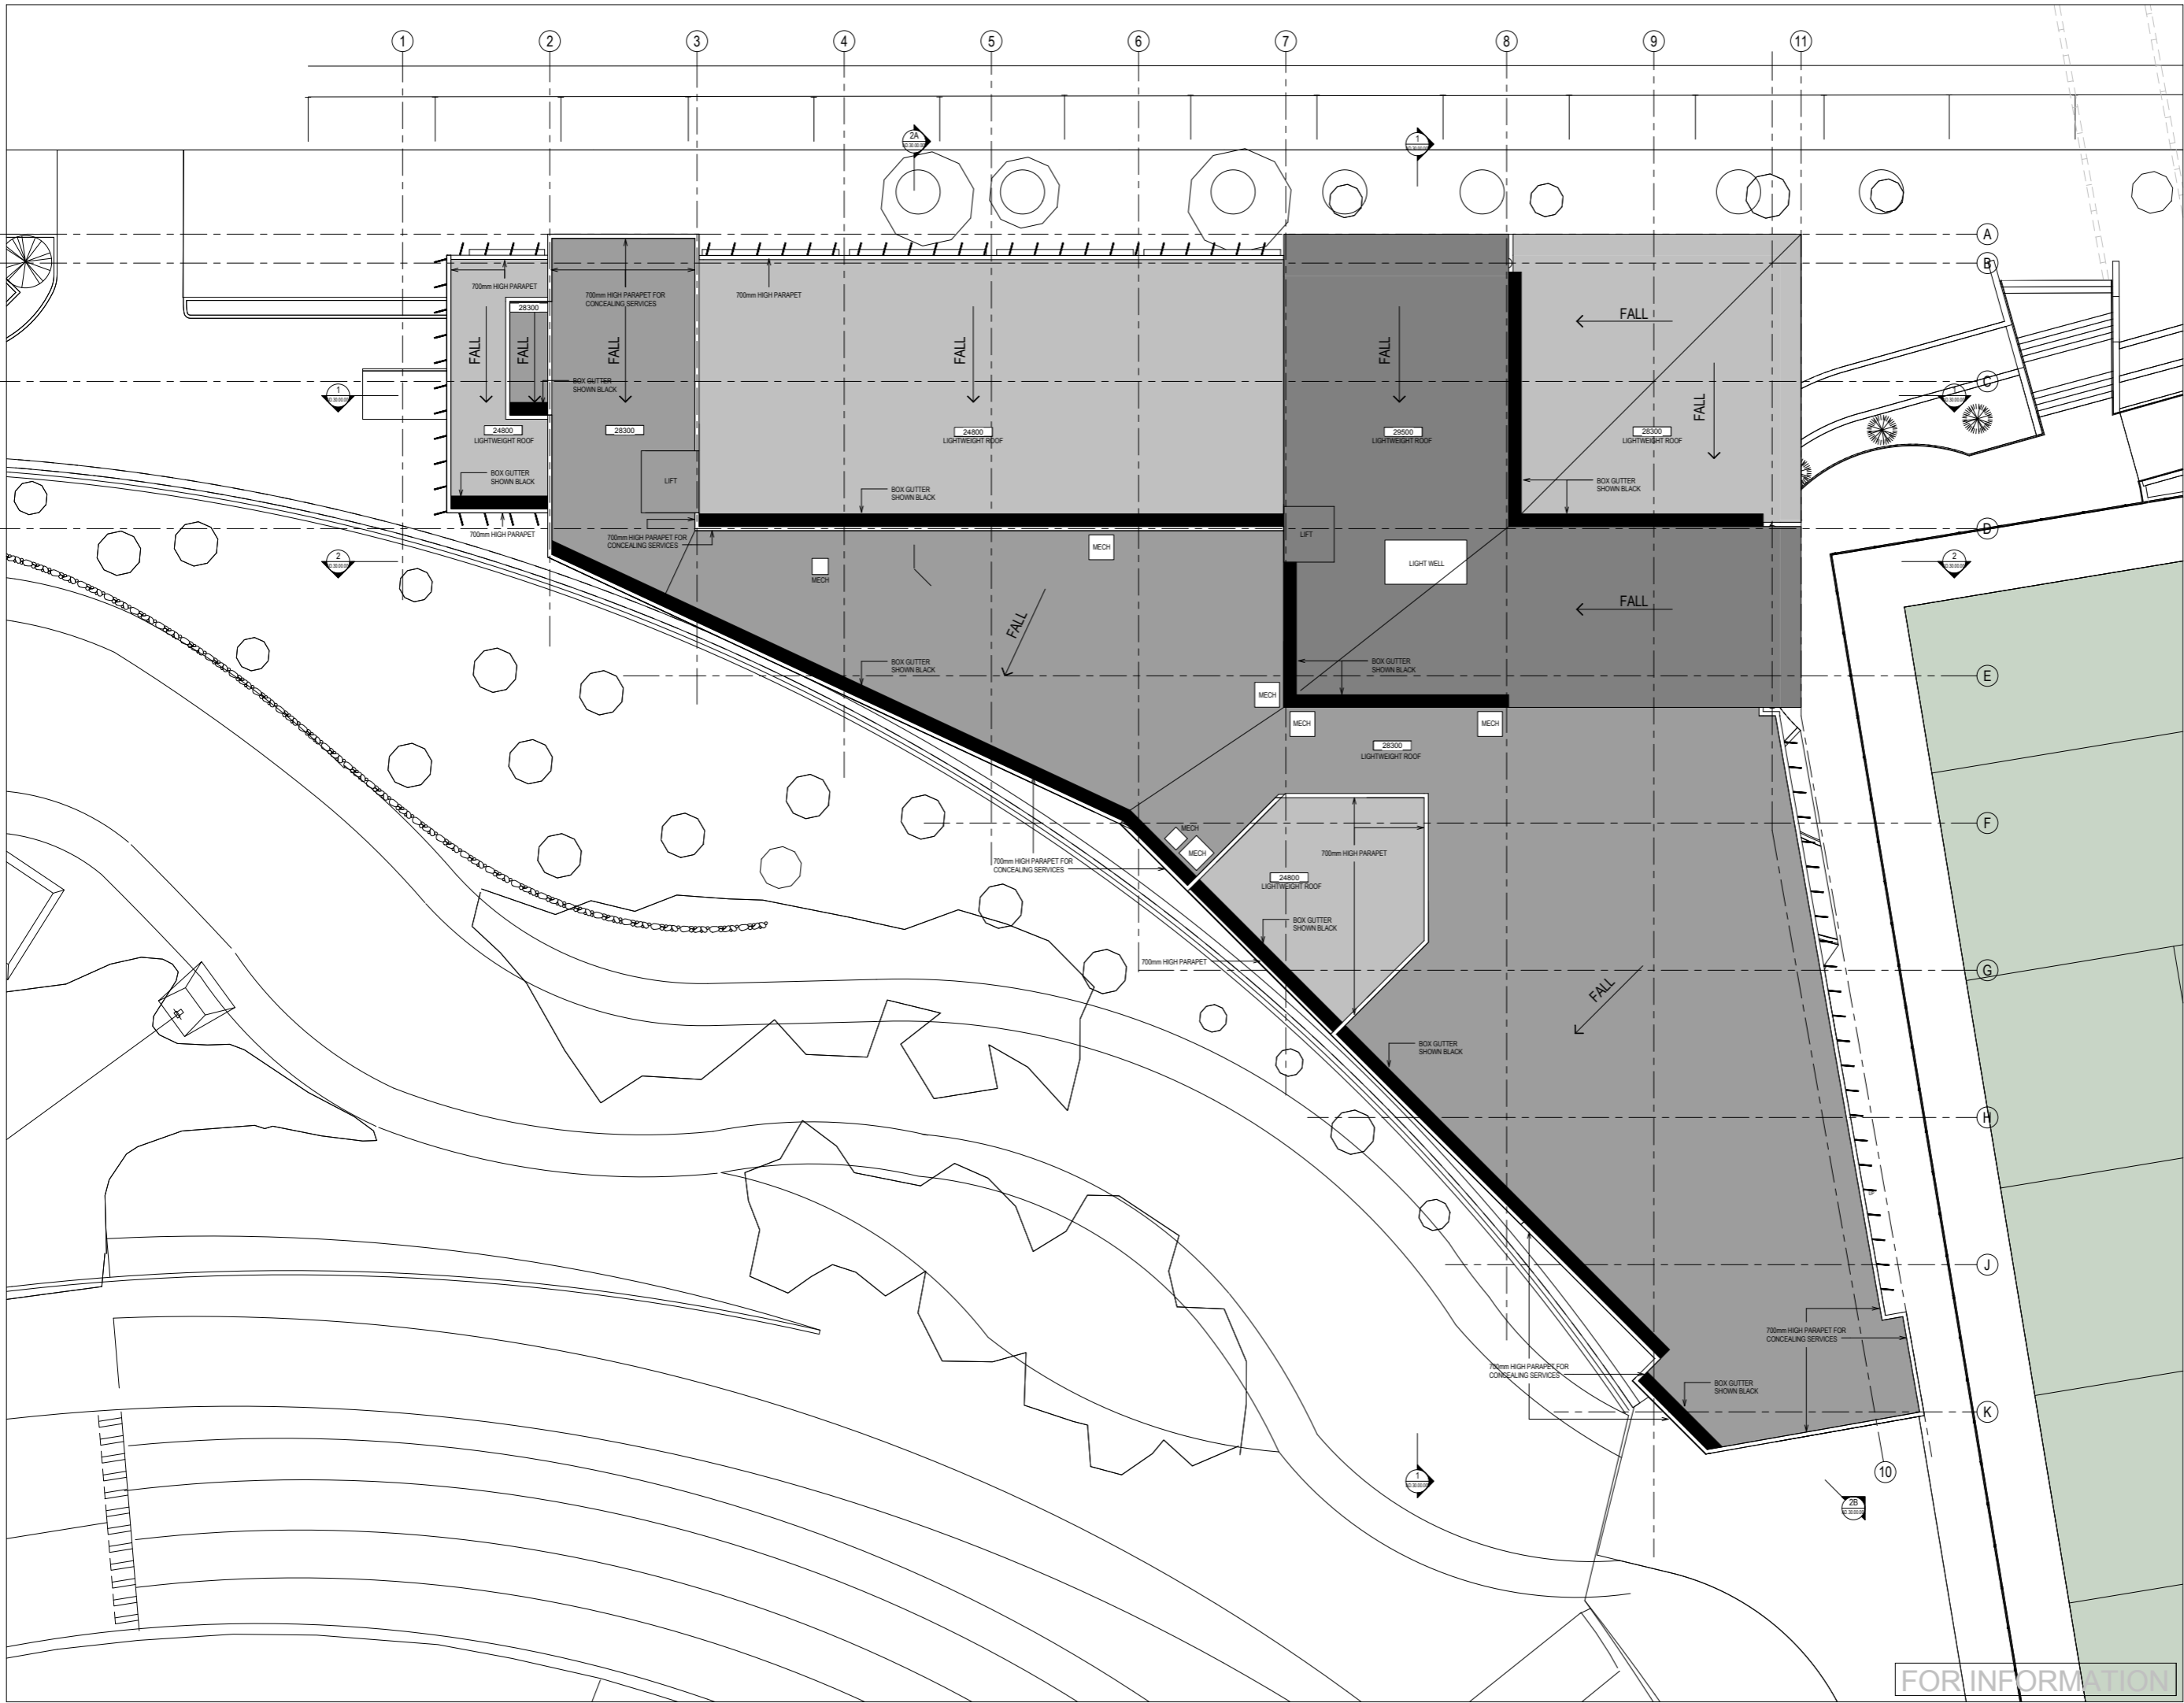 1
2
3
4
5
6
7
8
9
11
2A
1
A
B
700mm HIGH PARAPET
700mm HIGH PARAPET FOR
CONCEALING SERVICES
700mm HIGH PARAPET
28300
FALL
FALL
FALL
FALL
FALL
FALL
FALL
BOX GUTTER
SHOWN BLACK
C
1
1
24800
LIGHTWEIGHT ROOF
28300
24800
LIGHTWEIGHT ROOF
29500
LIGHTWEIGHT ROOF
28300
LIGHTWEIGHT ROOF
BOX GUTTER
SHOWN BLACK
LIFT
BOX GUTTER
SHOWN BLACK
BOX GUTTER
SHOWN BLACK
700mm HIGH PARAPET
700mm HIGH PARAPET FOR
CONCEALING SERVICES
LIFT
D
MECH
MECH
LIGHT WELL
2
2
FALL
FALL
BOX GUTTER
SHOWN BLACK
BOX GUTTER
SHOWN BLACK
E
MECH
MECH
MECH
28300
LIGHTWEIGHT ROOF
F
MECH
MECH
700mm HIGH PARAPET
700mm HIGH PARAPET FOR
CONCEALING SERVICES
24800
LIGHTWEIGHT ROOF
BOX GUTTER
SHOWN BLACK
700mm HIGH PARAPET
G
FALL
BOX GUTTER
SHOWN BLACK
H
J
700mm HIGH PARAPET FOR
CONCEALING SERVICES
700mm HIGH PARAPET FOR
CONCEALING SERVICES
BOX GUTTER
SHOWN BLACK
K
10
1
2B
FOR INFORMATION